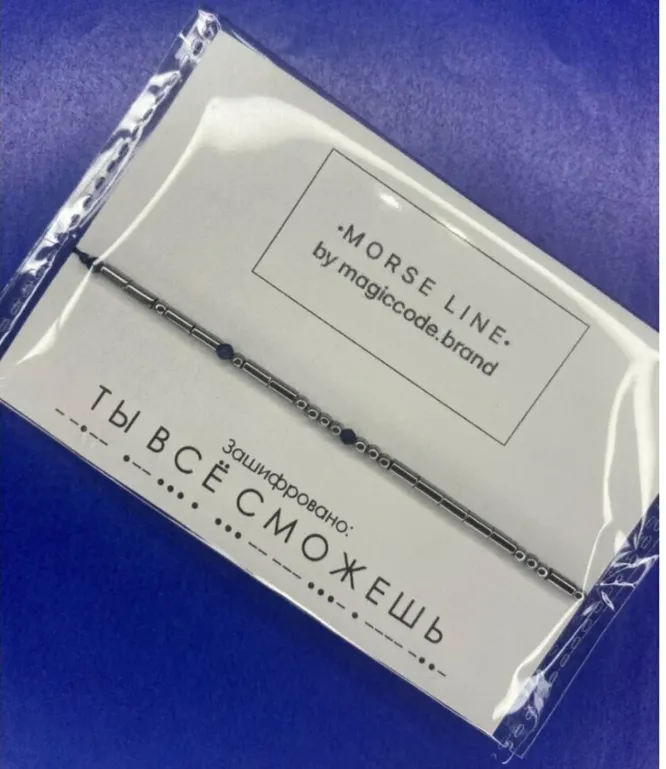 •MORSE LINE•
by magiccode.brand
Зашифровано:
ТЫ ВСЁ СМОЖЕШЬ